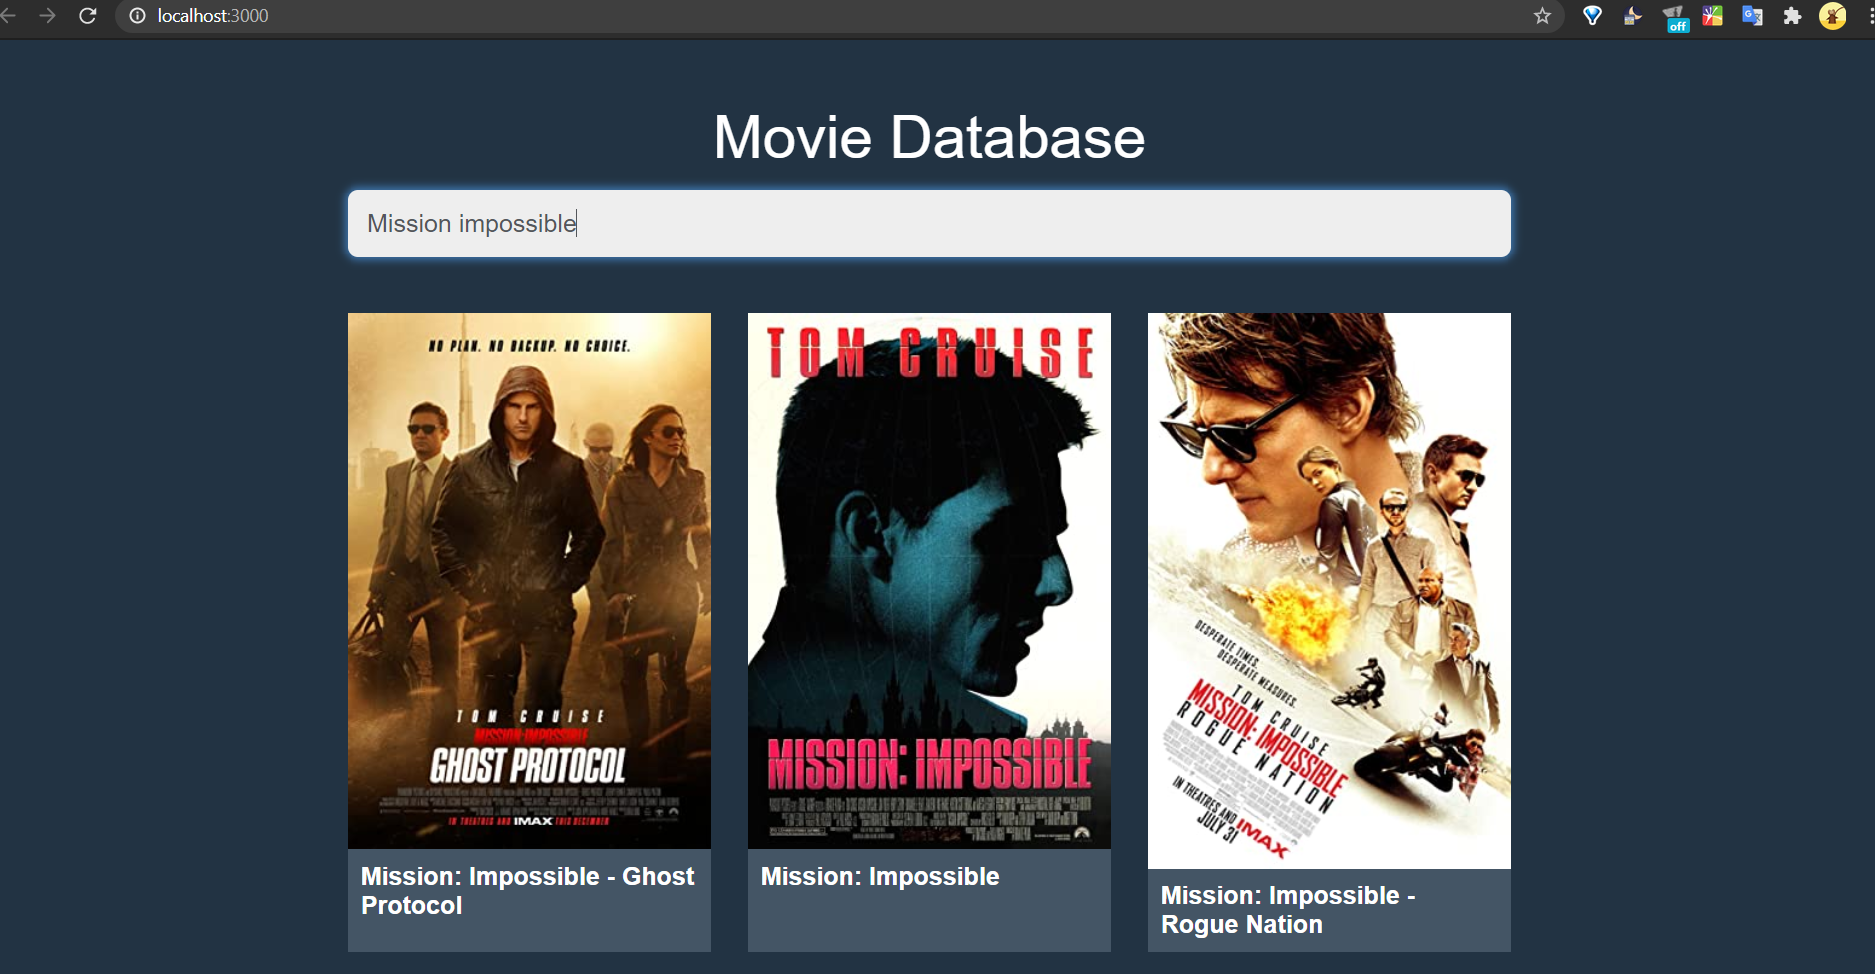 localhost:3000
off
Movie Database
Mission impossible
NO PLAN. NO BACKUP. NO CHOICE.
TOM CRUISE
MISSION: IMPOSSIBLE
GHOST PROTOCOL
IN THEATRES AND IMAX THIS DECEMBER
Mission: Impossible - Ghost
Protocol
TOM CRUISE
MISSION: IMPOSSIBLE
Mission: Impossible
DESPERATE TIMES.
DESPERATE MEASURES.
TOM CRUISE
MISSION: IMPOSSIBLE
ROGUE NATION
IN THEATRES AND IMAX
JULY 31
Mission: Impossible -
Rogue Nation